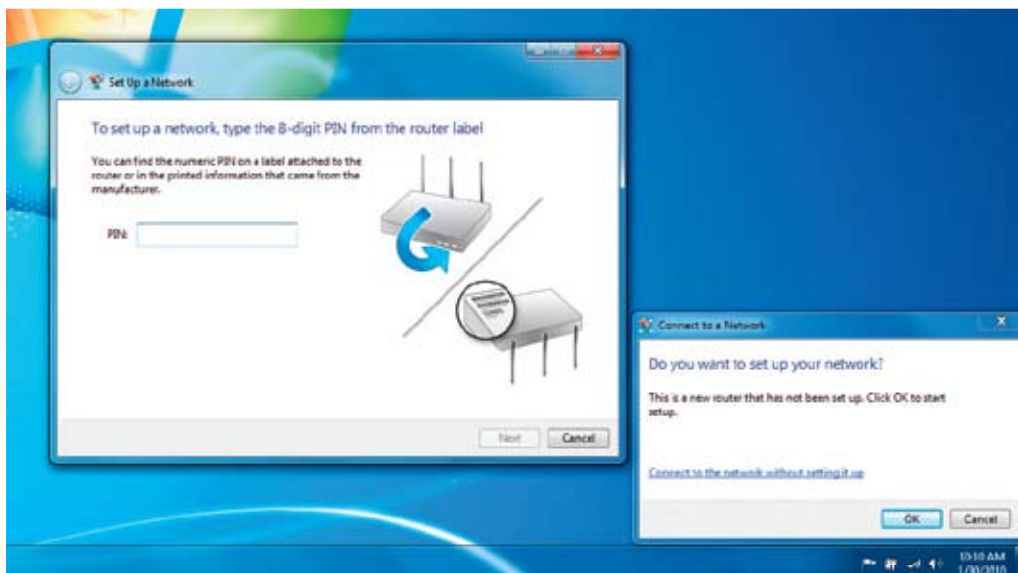 Set Up a Network
To set up a network, type the 8-digit PIN from the router label
You can find the numeric PIN on a label attached to the
router or in the printed information that came from the
manufacturer.
PIN:
Next
Cancel
Connect to a Network
Do you want to set up your network?
This is a new router that has not been set up. Click OK to start
setup.
Connect to the network without setting it up
OK
Cancel
10:10 AM
1/30/2010